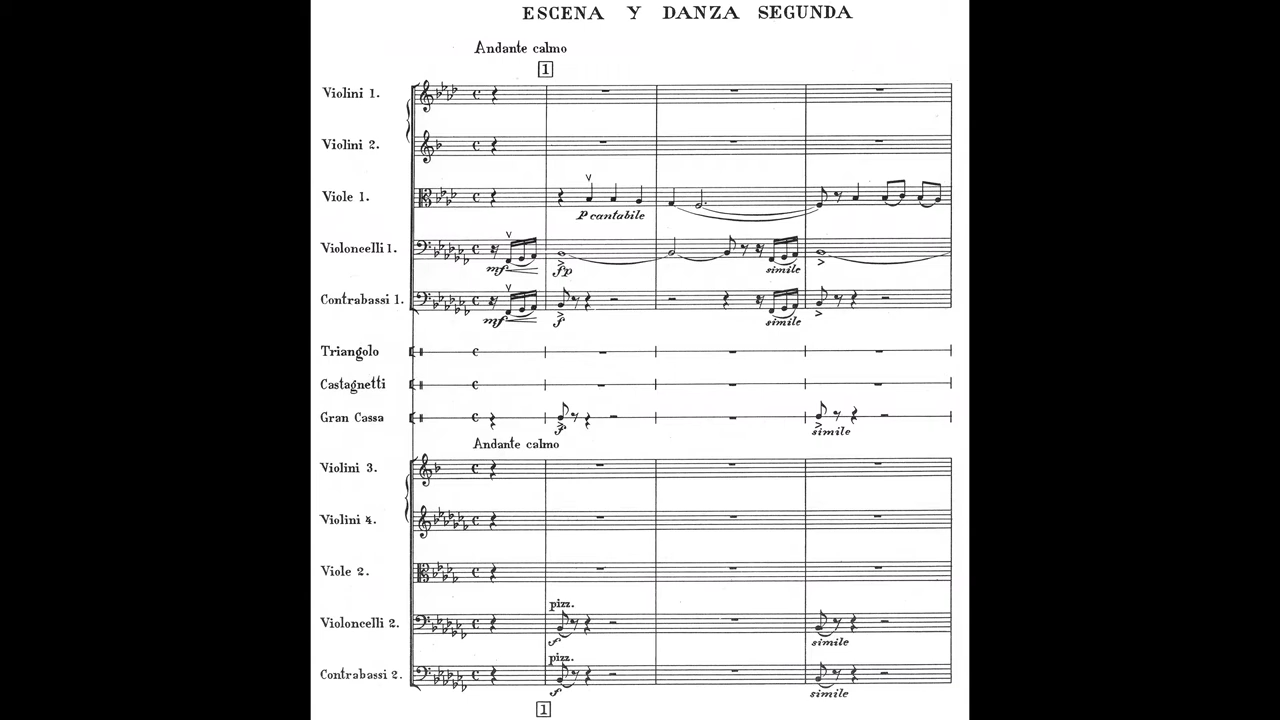 ESCENA Y DANZA SEGUNDA
Andante calmo
1
Violini 1.
Violini 2.
Viole 1.
P cantabile
Violoncelli 1.
mf fp simile
Contrabassi 1.
mf f simile
Triangolo
Castagnetti
Gran Cassa
f simile
Andante calmo
Violini 3.
Violini 4.
Viole 2.
pizz.
Violoncelli 2.
f simile
pizz.
Contrabassi 2.
f simile
1